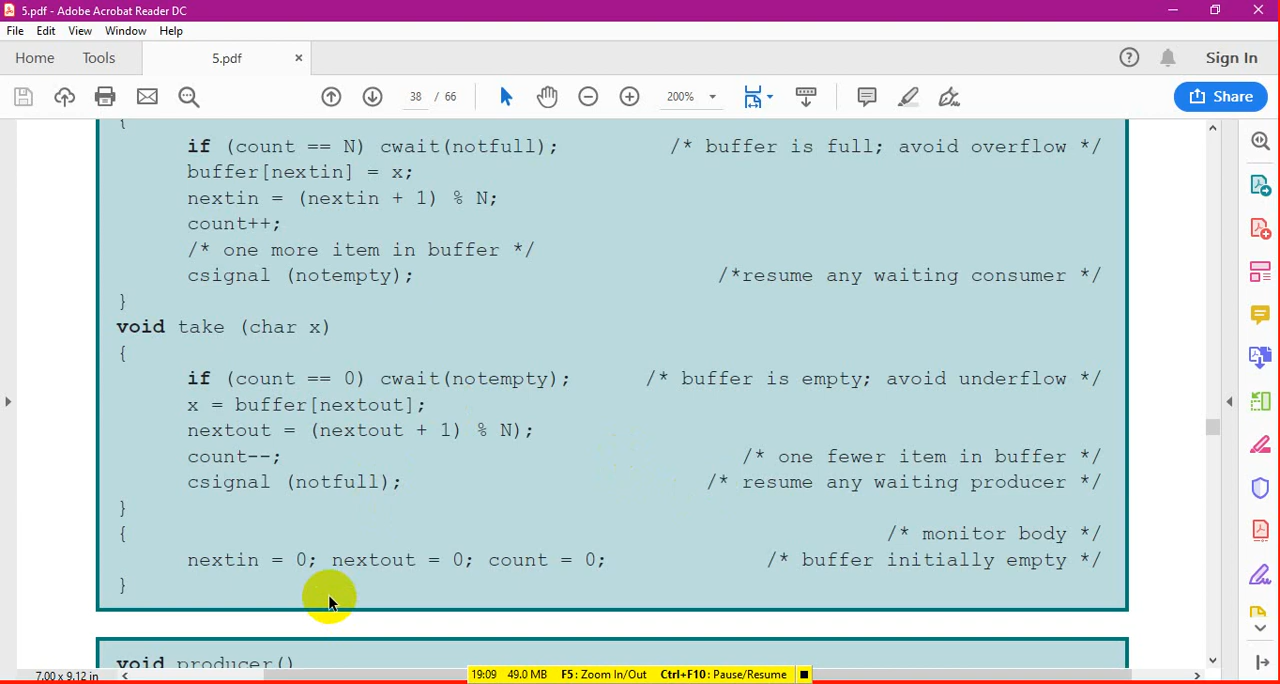 5.pdf - Adobe Acrobat Reader DC
File Edit View Window Help
Home Tools 5.pdf × Sign In
38 / 66 200% Share
{
if (count == N) cwait(notfull); /* buffer is full; avoid overflow */
buffer[nextin] = x;
nextin = (nextin + 1) % N;
count++;
/* one more item in buffer */
csignal (notempty); /*resume any waiting consumer */
}
void take (char x)
{
if (count == 0) cwait(notempty); /* buffer is empty; avoid underflow */
x = buffer[nextout];
nextout = (nextout + 1) % N);
count--; /* one fewer item in buffer */
csignal (notfull); /* resume any waiting producer */
}
{ /* monitor body */
nextin = 0; nextout = 0; count = 0; /* buffer initially empty */
}
void producer()
7.00 x 9.12 in
19:09 49.0 MB F5: Zoom In/Out Ctrl+F10: Pause/Resume